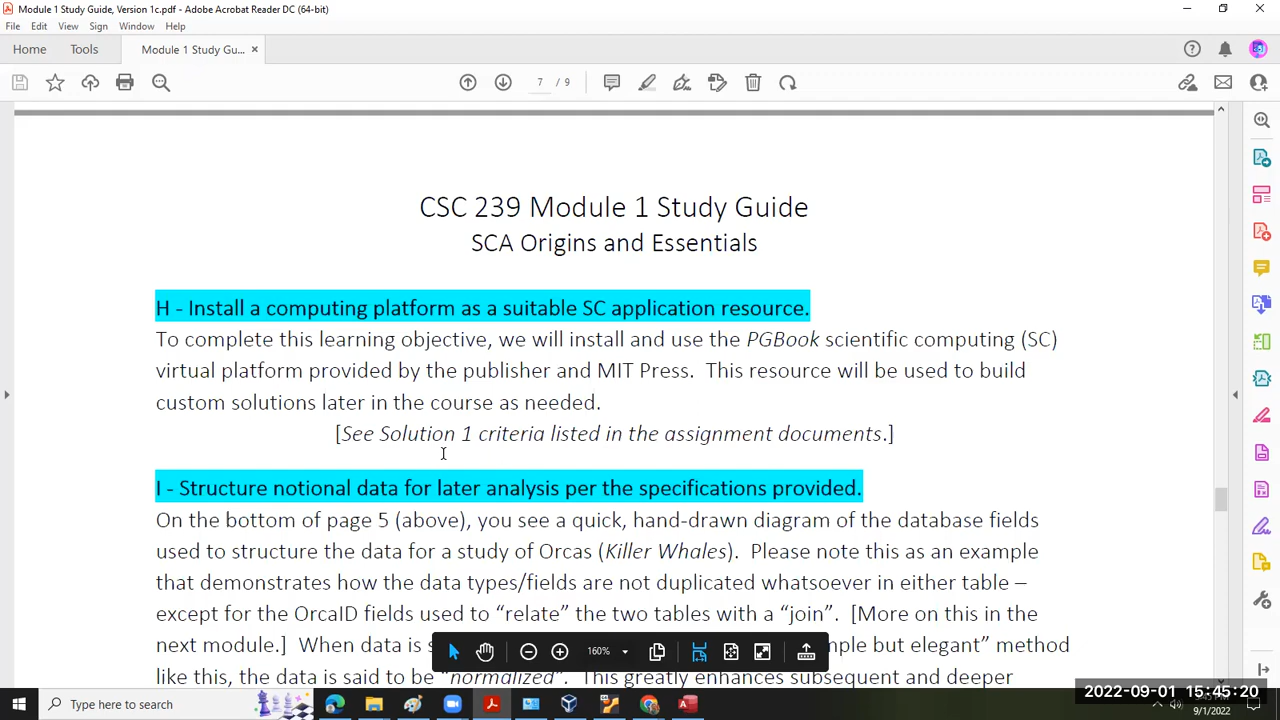 Module 1 Study Guide, Version 1c.pdf - Adobe Acrobat Reader DC (64-bit)
File Edit View Sign Window Help
Home Tools Module 1 Study Gu... ×
7 / 9
CSC 239 Module 1 Study Guide
SCA Origins and Essentials
H - Install a computing platform as a suitable SC application resource.
To complete this learning objective, we will install and use the PGBook scientific computing (SC)
virtual platform provided by the publisher and MIT Press. This resource will be used to build
custom solutions later in the course as needed.
[See Solution 1 criteria listed in the assignment documents.]
I - Structure notional data for later analysis per the specifications provided.
On the bottom of page 5 (above), you see a quick, hand-drawn diagram of the database fields
used to structure the data for a study of Orcas (Killer Whales). Please note this as an example
that demonstrates how the data types/fields are not duplicated whatsoever in either table –
except for the OrcaID fields used to “relate” the two tables with a “join”. [More on this in the
next module.] When data is s mple but elegant” method
160%
like this, the data is said to be “normalized”. This greatly enhances subsequent and deeper
Type here to search
2022-09-01 15:45:20
9/1/2022